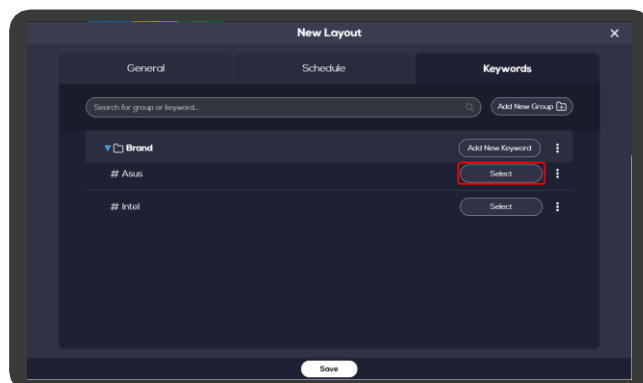 New Layout
General Schedule Keywords
Search for group or keyword.. Add New Group
Brand Add New Keyword
# Asus Select
# Intel Select
Save